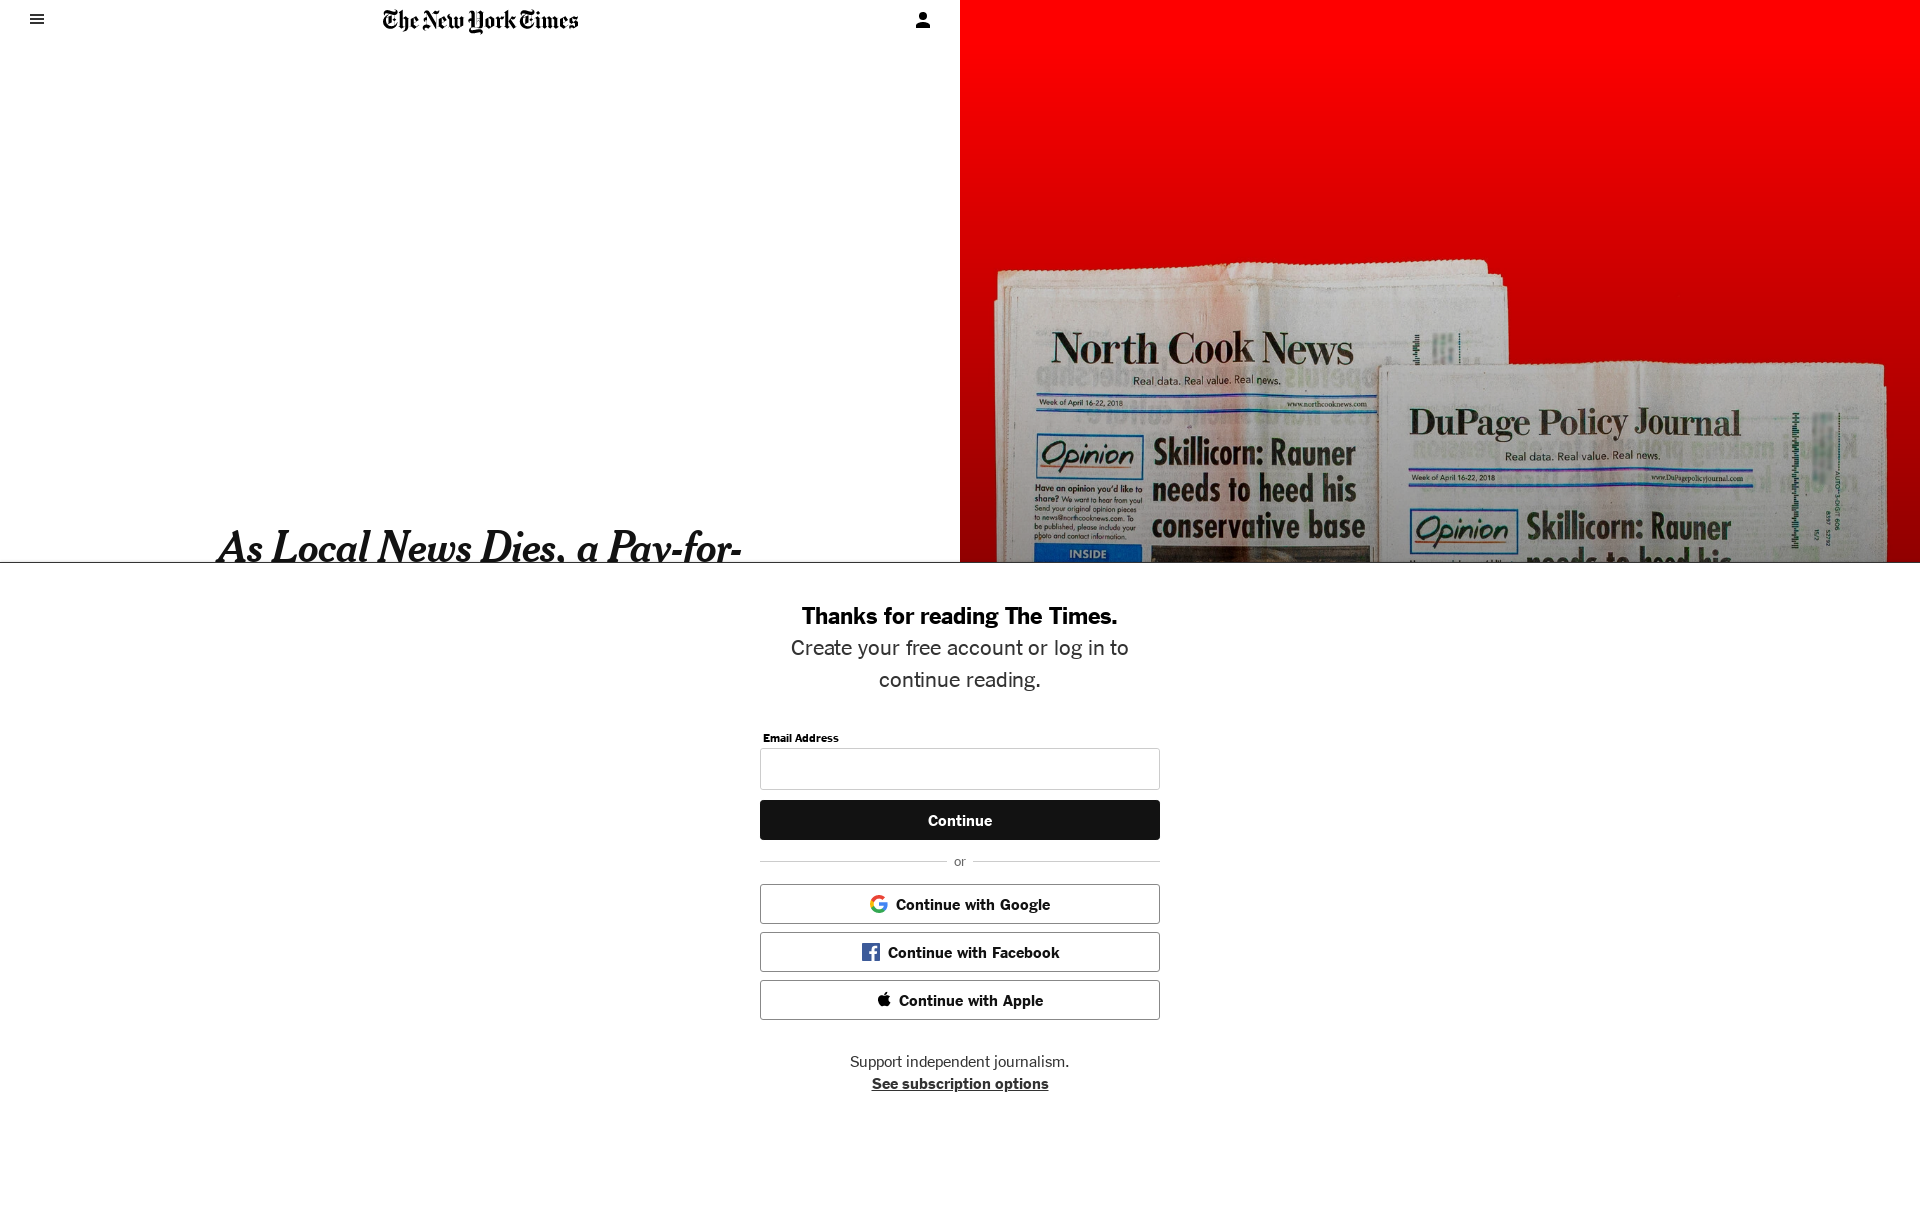 The New York Times
As Local News Dies, a Pay-for-
North Cook News
Real data. Real value. Real news.
Week of April 16-22, 2018
www.northcooknews.com
Opinion
Skillicorn: Rauner
needs to heed his
conservative base
Have an opinion you'd like to
share? We want to hear from you!
Send your original opinion pieces
to news@northcooknews.com. To
be published, please include your
photo and contact information.
INSIDE
DuPage Policy Journal
Real data. Real value. Real news.
Week of April 16-22, 2018
www.DuPagepolicyjournal.com
Opinion
Skillicorn: Rauner
needs to heed his
Thanks for reading The Times.
Create your free account or log in to
continue reading.
Email Address
Continue
or
Continue with Google
Continue with Facebook
Continue with Apple
Support independent journalism.
See subscription options